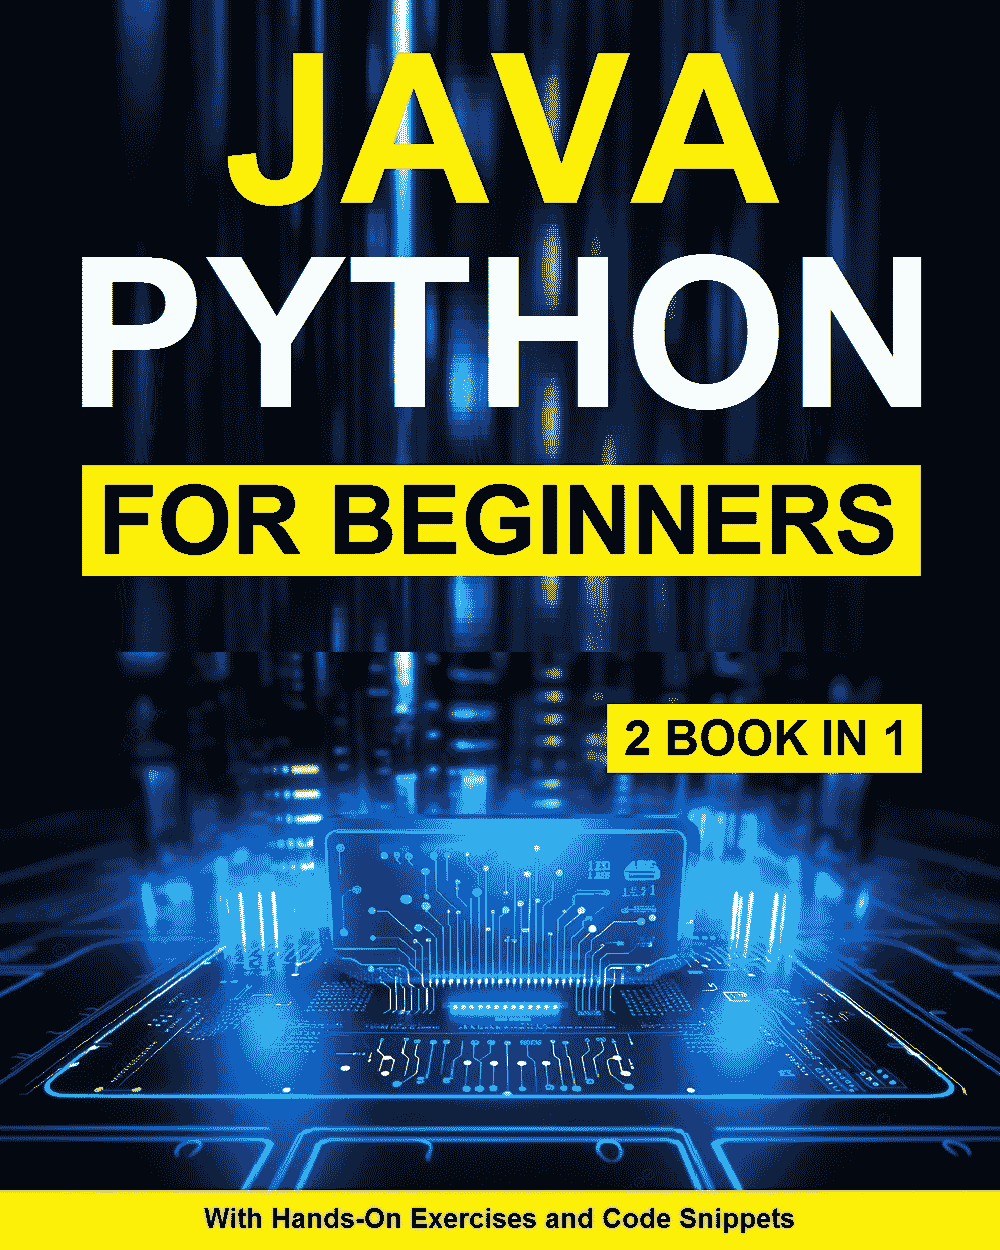 JAVA
PYTHON
FOR BEGINNERS
2 BOOK IN 1
With Hands-On Exercises and Code Snippets